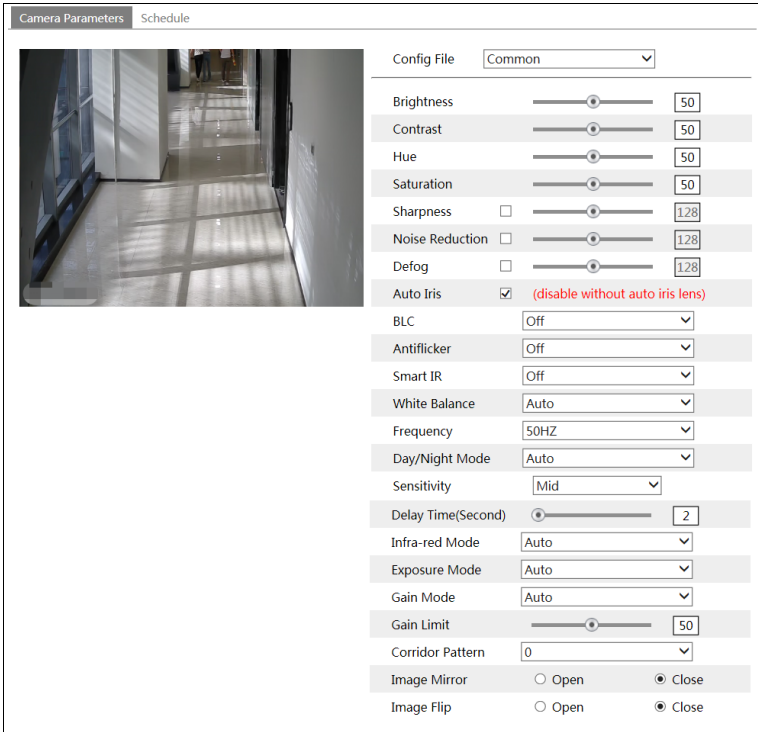 Camera Parameters Schedule
Config File Common
Brightness 50
Contrast 50
Hue 50
Saturation 50
Sharpness 128
Noise Reduction 128
Defog 128
Auto Iris (disable without auto iris lens)
BLC Off
Antiflicker Off
Smart IR Off
White Balance Auto
Frequency 50HZ
Day/Night Mode Auto
Sensitivity Mid
Delay Time(Second) 2
Infra-red Mode Auto
Exposure Mode Auto
Gain Mode Auto
Gain Limit 50
Corridor Pattern 0
Image Mirror Open Close
Image Flip Open Close